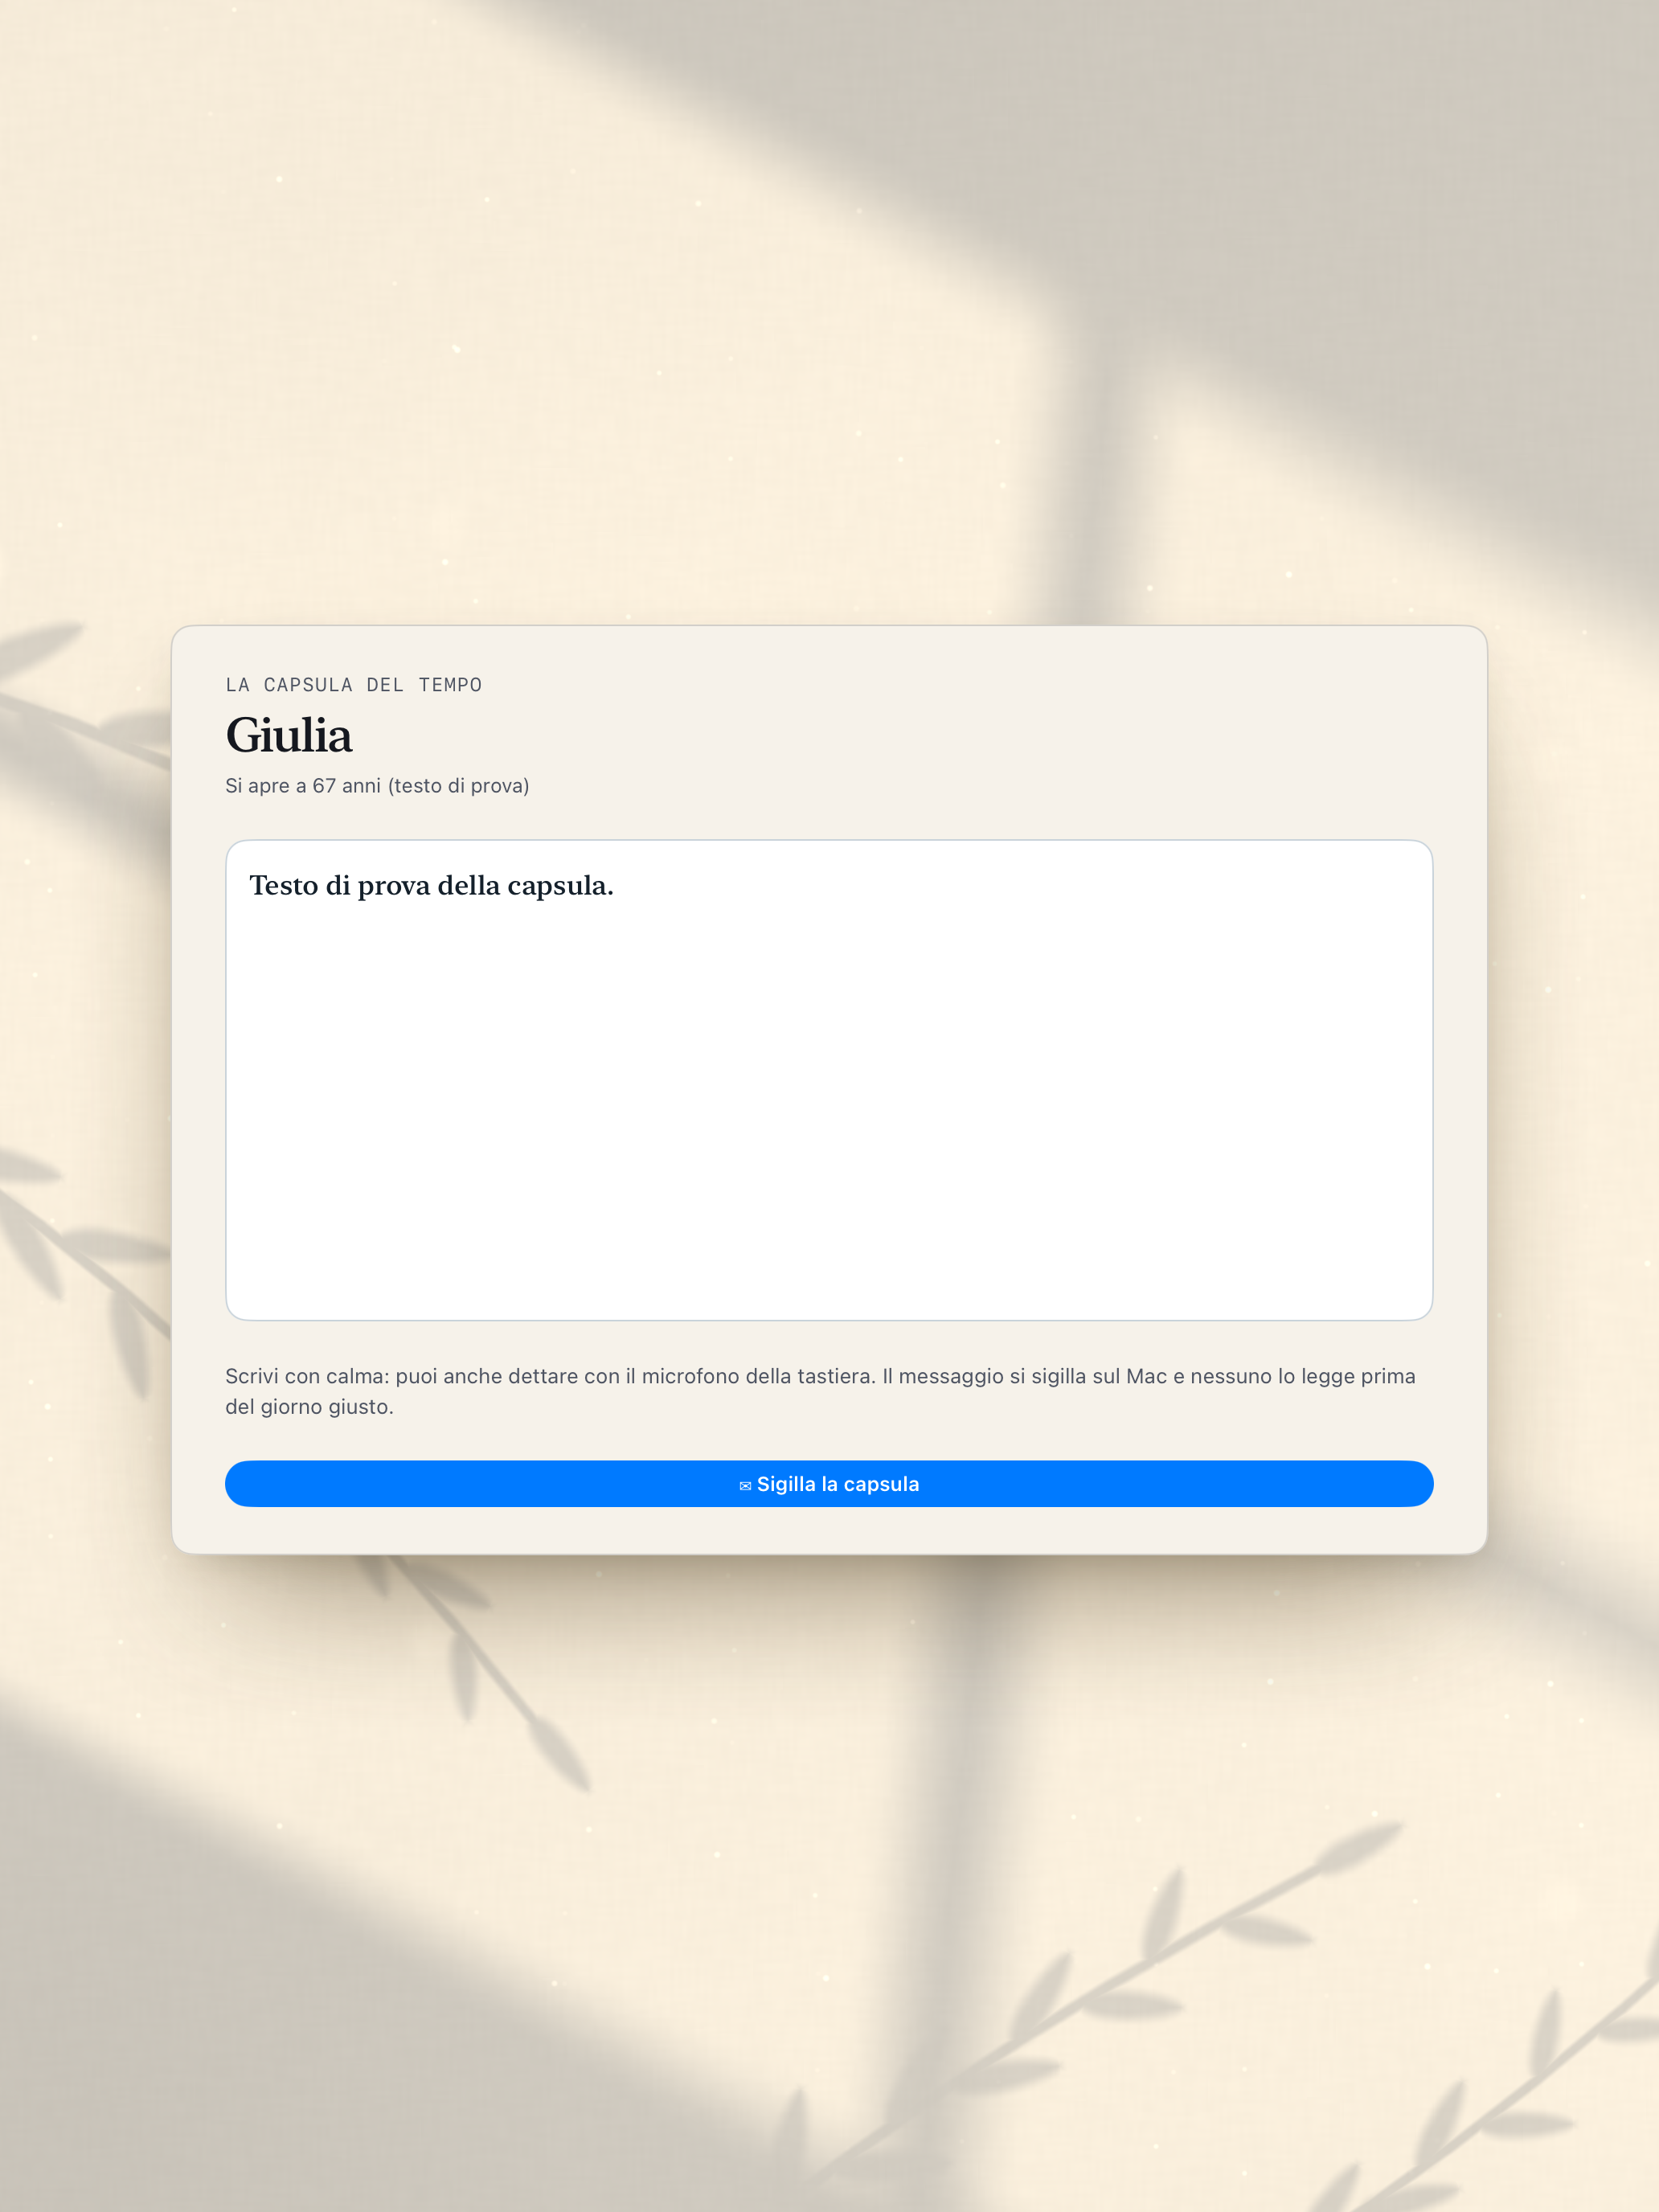 LA CAPSULA DEL TEMPO
Giulia
Si apre a 67 anni (testo di prova)
Testo di prova della capsula.
Scrivi con calma: puoi anche dettare con il microfono della tastiera. Il messaggio si sigilla sul Mac e nessuno lo legge prima
del giorno giusto.
✉ Sigilla la capsula